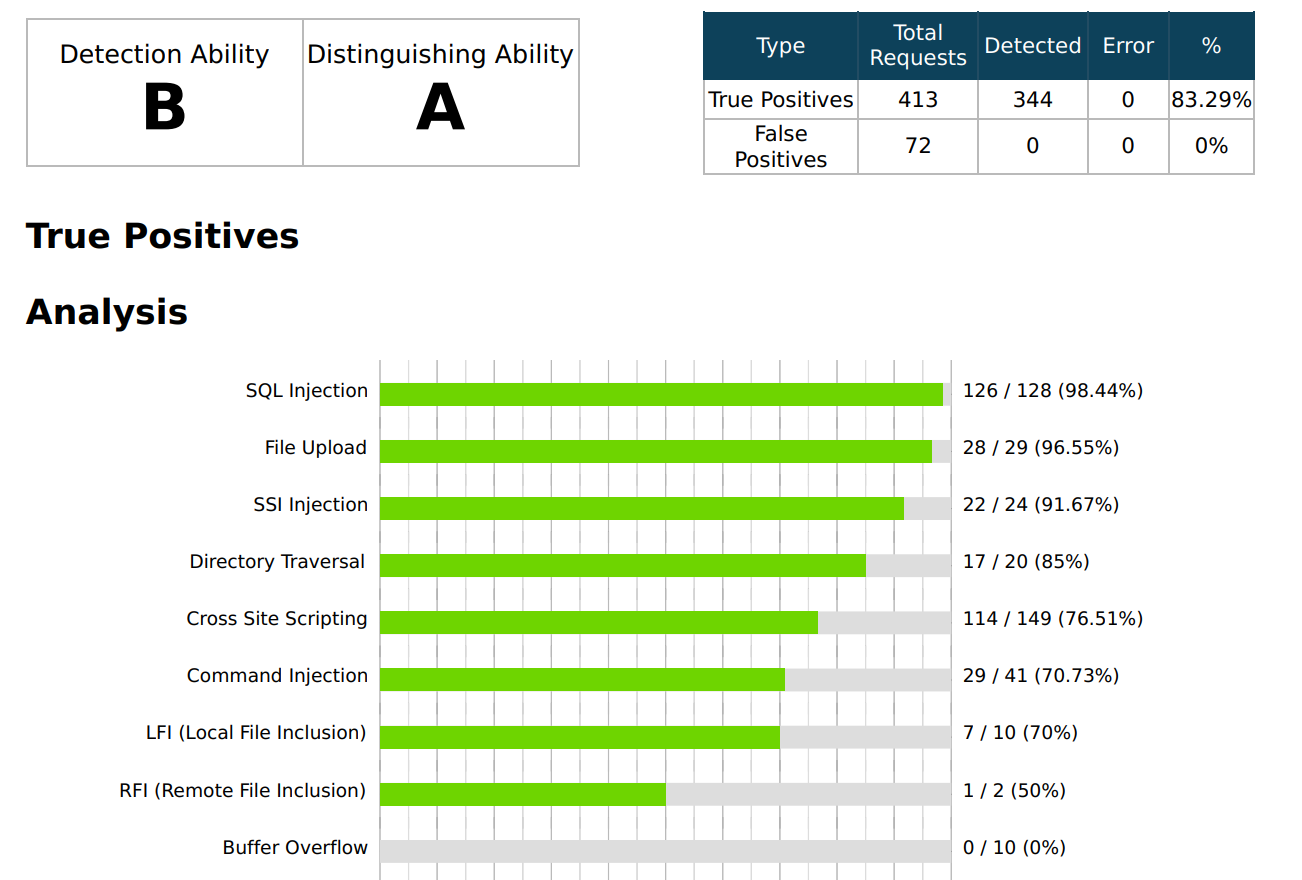 Detection Ability
B
Distinguishing Ability
A
Type
Total
Requests
Detected
Error
%
True Positives
413
344
0
83.29%
False
Positives
72
0
0
0%
True Positives
Analysis
SQL Injection
126 / 128 (98.44%)
File Upload
28 / 29 (96.55%)
SSI Injection
22 / 24 (91.67%)
Directory Traversal
17 / 20 (85%)
Cross Site Scripting
114 / 149 (76.51%)
Command Injection
29 / 41 (70.73%)
LFI (Local File Inclusion)
7 / 10 (70%)
RFI (Remote File Inclusion)
1 / 2 (50%)
Buffer Overflow
0 / 10 (0%)